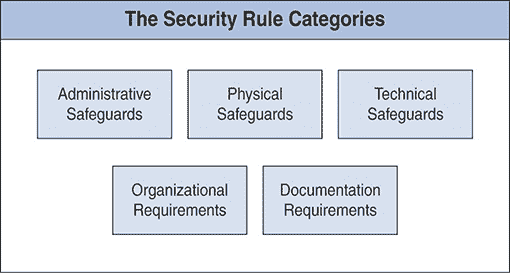 The Security Rule Categories
Administrative
Safeguards
Physical
Safeguards
Technical
Safeguards
Organizational
Requirements
Documentation
Requirements